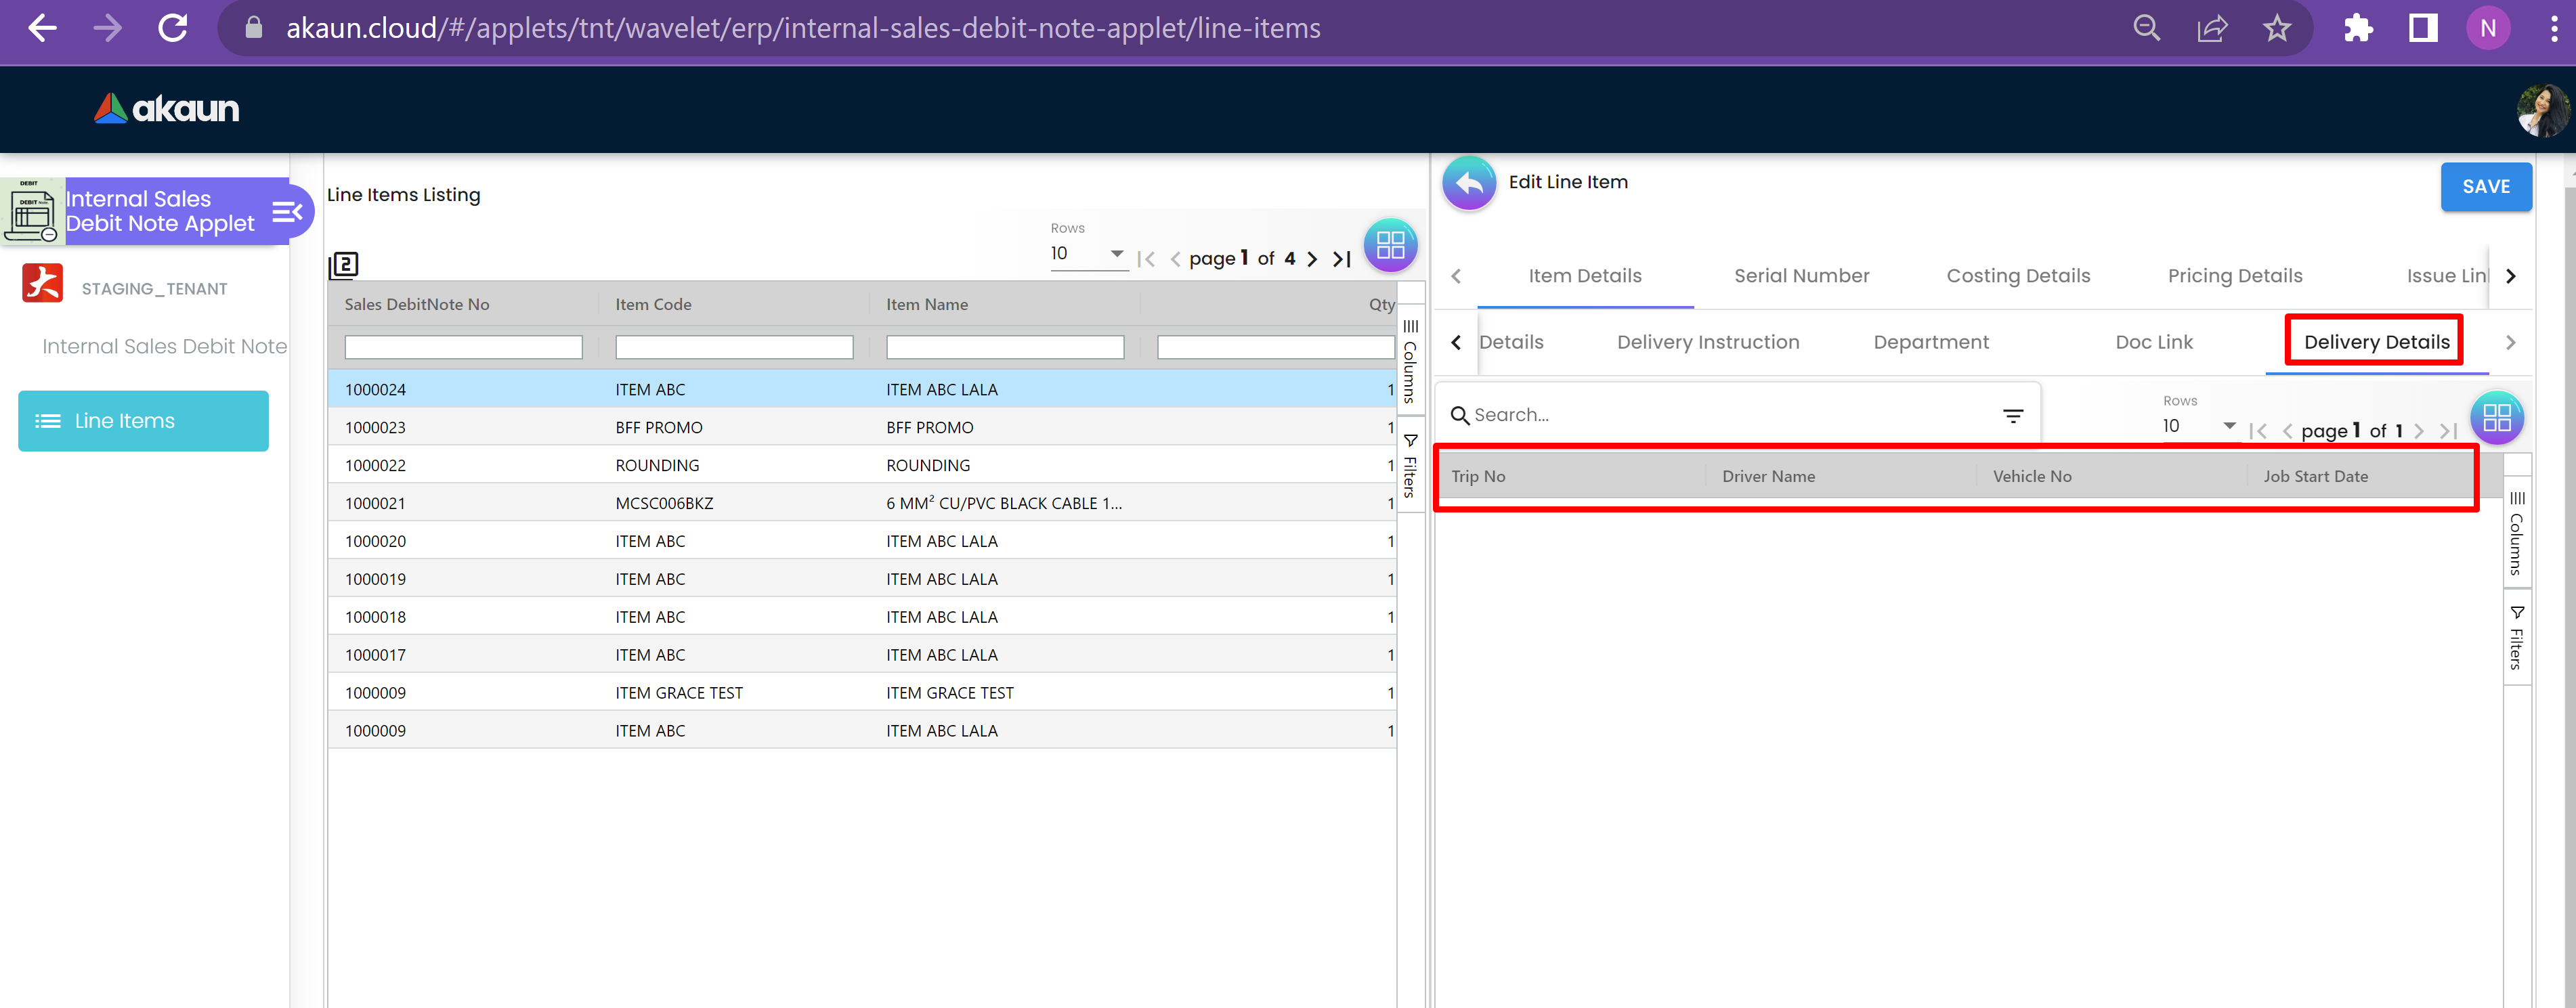 akaun.cloud/#/applets/tnt/wavelet/erp/internal-sales-debit-note-applet/line-items
N
akaun
DEBIT
Internal Sales
Debit Note Applet
STAGING_TENANT
Internal Sales Debit Note
Line Items
Line Items Listing
2
Rows
10
page 1 of 4
Sales DebitNote No Item Code Item Name Qty
1000024 ITEM ABC ITEM ABC LALA 1
1000023 BFF PROMO BFF PROMO 1
1000022 ROUNDING ROUNDING 1
1000021 MCSC006BKZ 6 MM² CU/PVC BLACK CABLE 1... 1
1000020 ITEM ABC ITEM ABC LALA 1
1000019 ITEM ABC ITEM ABC LALA 1
1000018 ITEM ABC ITEM ABC LALA 1
1000017 ITEM ABC ITEM ABC LALA 1
1000009 ITEM GRACE TEST ITEM GRACE TEST 1
1000009 ITEM ABC ITEM ABC LALA 1
Columns
Filters
Edit Line Item
SAVE
Item Details Serial Number Costing Details Pricing Details Issue Lin
Details Delivery Instruction Department Doc Link Delivery Details
Search...
Rows
10
page 1 of 1
Trip No Driver Name Vehicle No Job Start Date
Columns
Filters